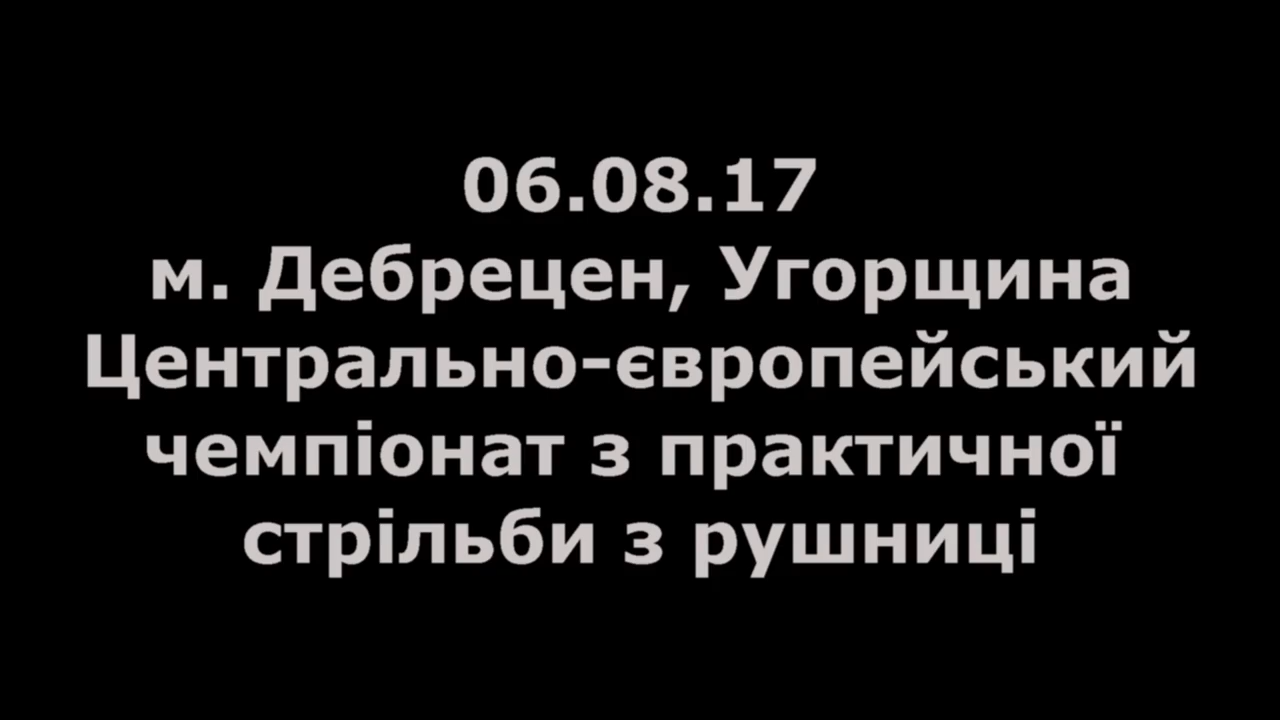 06.08.17
м. Дебрецен, Угорщина
Центрально-європейський
чемпіонат з практичної
стрільби з рушниці